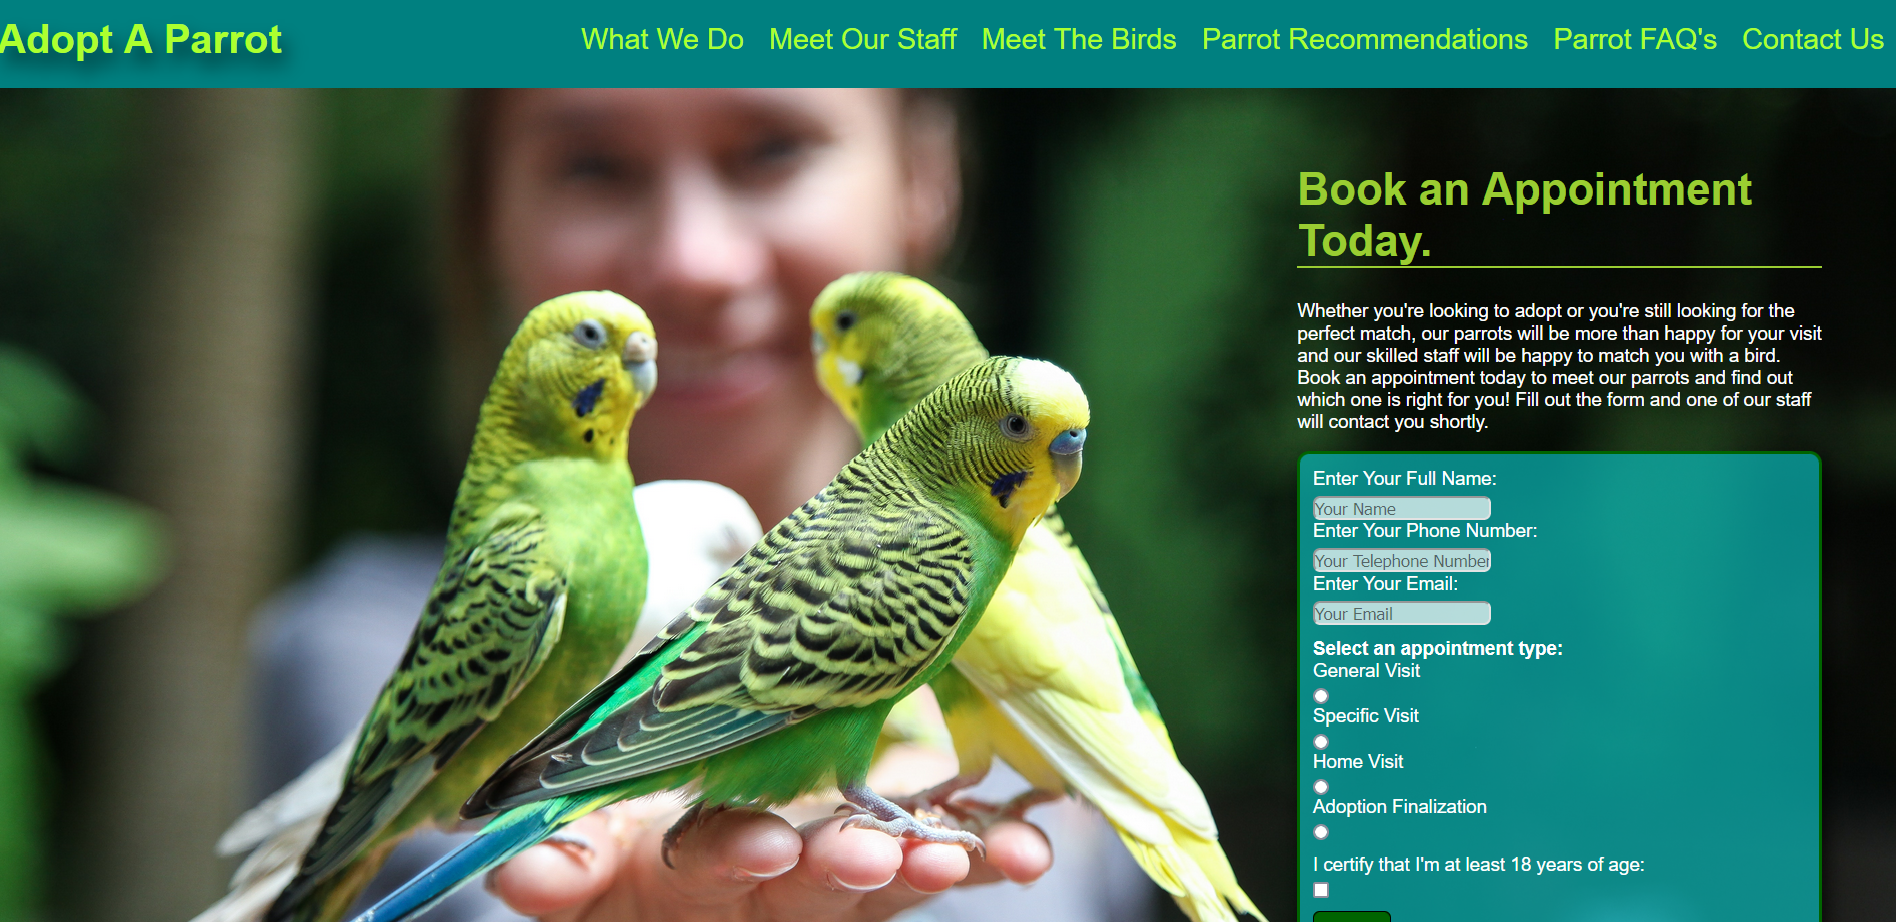 Adopt A Parrot
What We Do
Meet Our Staff
Meet The Birds
Parrot Recommendations
Parrot FAQ's
Contact Us
Book an Appointment
Today.
Whether you're looking to adopt or you're still looking for the
perfect match, our parrots will be more than happy for your visit
and our skilled staff will be happy to match you with a bird.
Book an appointment today to meet our parrots and find out
which one is right for you! Fill out the form and one of our staff
will contact you shortly.
Enter Your Full Name:
Your Name
Enter Your Phone Number:
Your Telephone Number
Enter Your Email:
Your Email
Select an appointment type:
General Visit
Specific Visit
Home Visit
Adoption Finalization
I certify that I'm at least 18 years of age: